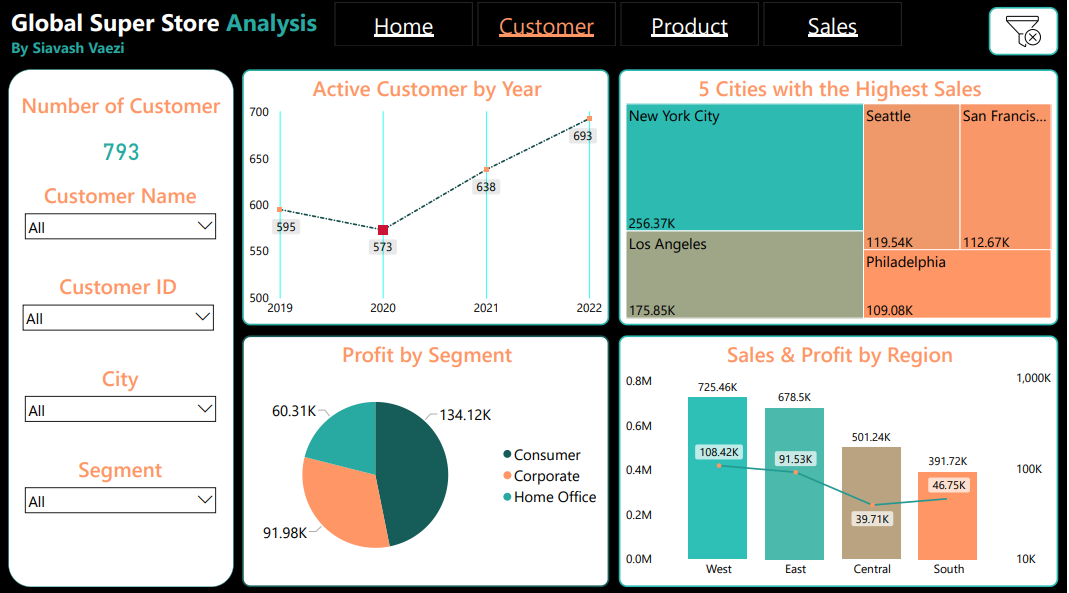 Global Super Store Analysis
By Siavash Vaezi
Home
Customer
Product
Sales
Number of Customer
793
Customer Name
All
Customer ID
All
City
All
Segment
All
Active Customer by Year
700
650
600
550
500
595
573
638
693
2019
2020
2021
2022
5 Cities with the Highest Sales
New York City
256.37K
Los Angeles
175.85K
Seattle
119.54K
San Francis...
112.67K
Philadelphia
109.08K
Profit by Segment
60.31K
134.12K
91.98K
Consumer
Corporate
Home Office
Sales & Profit by Region
0.8M
0.6M
0.4M
0.2M
0.0M
725.46K
678.5K
501.24K
391.72K
108.42K
91.53K
39.71K
46.75K
West
East
Central
South
1,000K
100K
10K